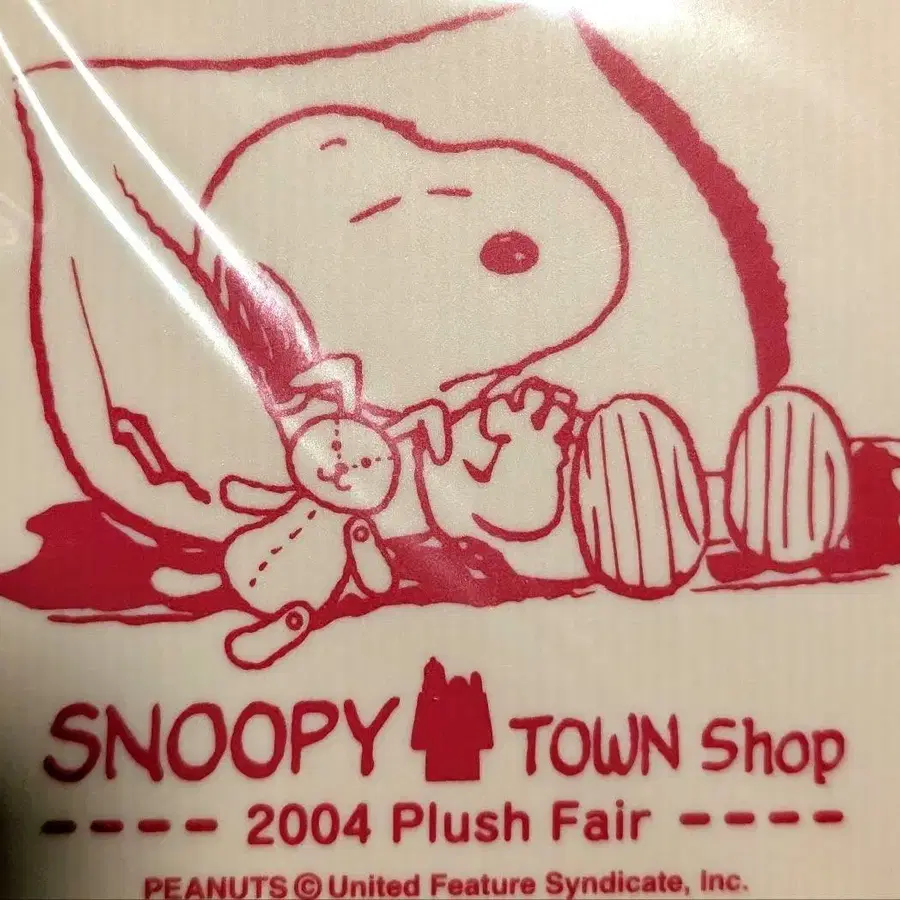 SNOOPY TOWN Shop
2004 Plush Fair
PEANUTS © United Feature Syndicate, Inc.